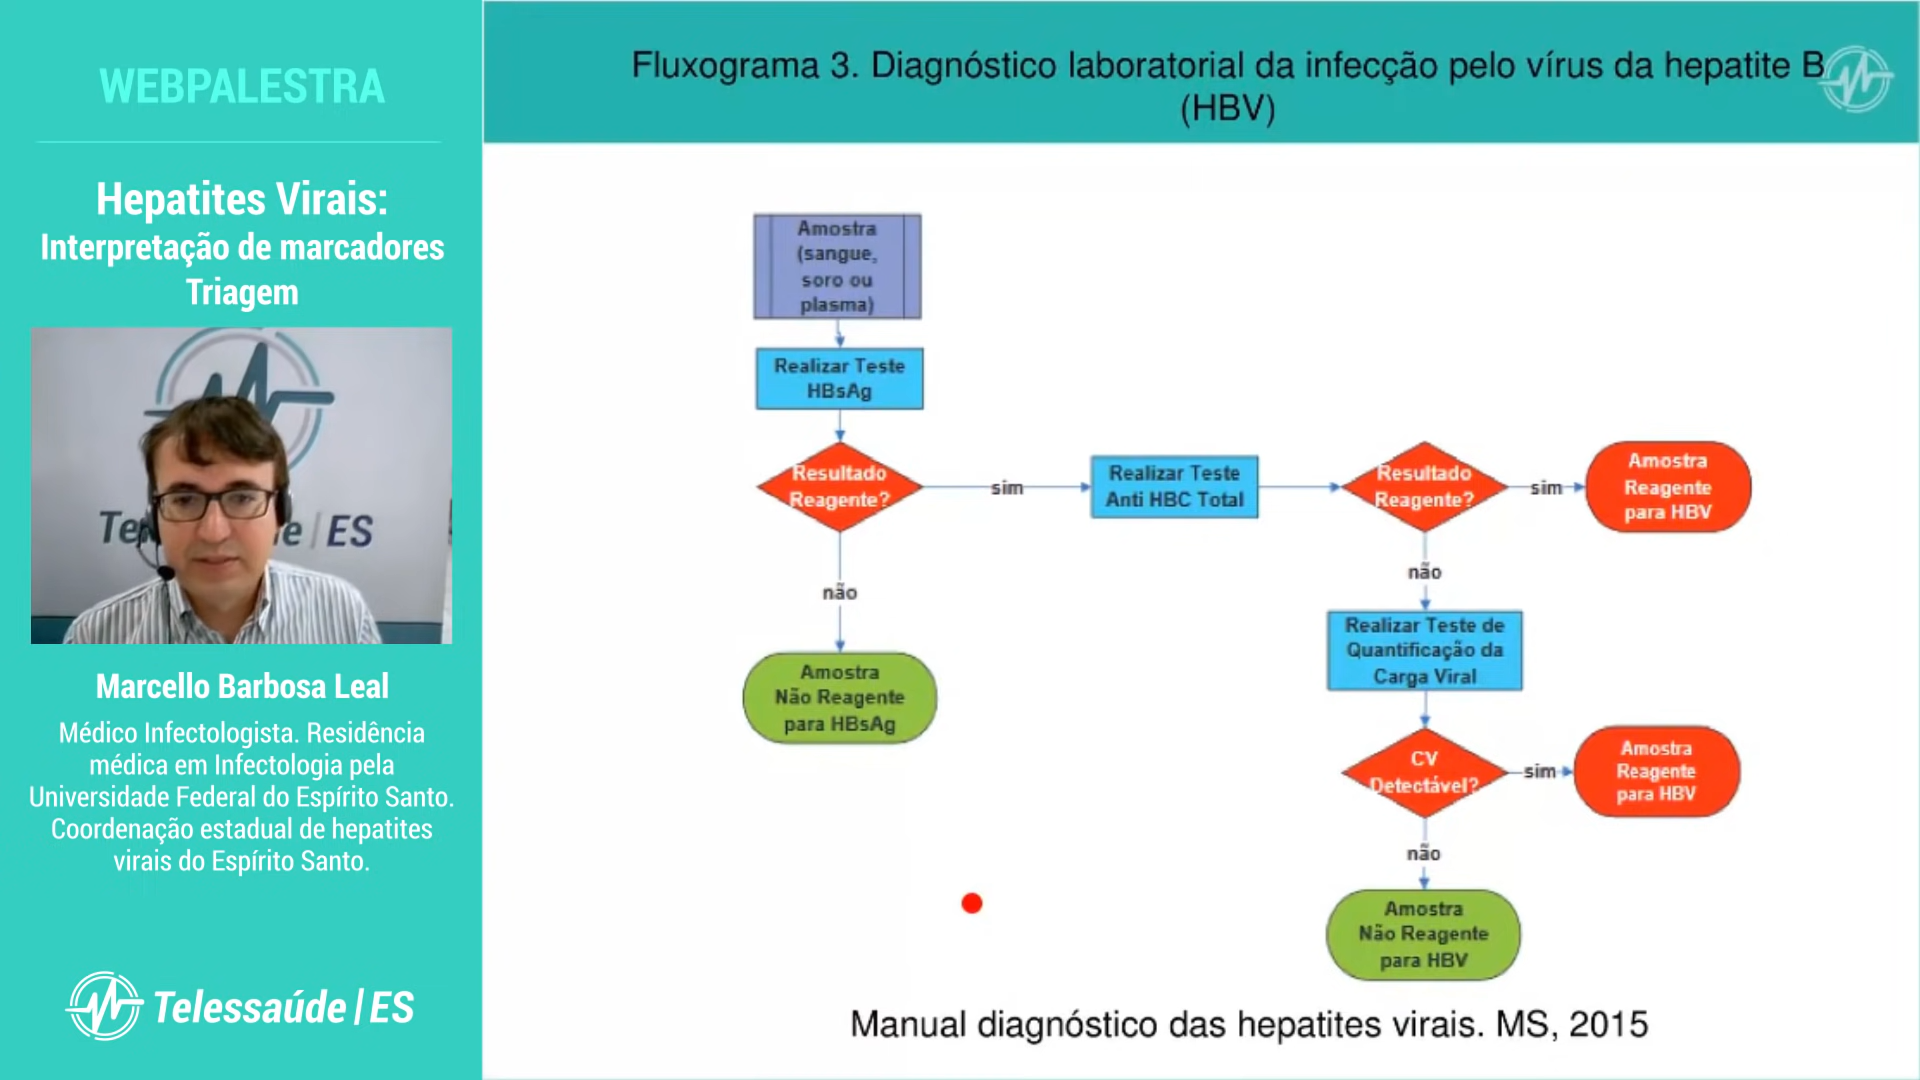 WEBPALESTRA
Hepatites Virais:
Interpretação de marcadores
Triagem
Te e | ES
Marcello Barbosa Leal
Médico Infectologista. Residência
médica em Infectologia pela
Universidade Federal do Espírito Santo.
Coordenação estadual de hepatites
virais do Espírito Santo.
Telessaúde | ES
Fluxograma 3. Diagnóstico laboratorial da infecção pelo vírus da hepatite B
(HBV)
Amostra
(sangue,
soro ou
plasma)
Realizar Teste
HBsAg
Resultado
Reagente?
sim
Realizar Teste
Anti HBC Total
Resultado
Reagente?
sim
Amostra
Reagente
para HBV
não
Amostra
Não Reagente
para HBsAg
não
Realizar Teste de
Quantificação da
Carga Viral
CV
Detectável?
sim
Amostra
Reagente
para HBV
não
Amostra
Não Reagente
para HBV
Manual diagnóstico das hepatites virais. MS, 2015